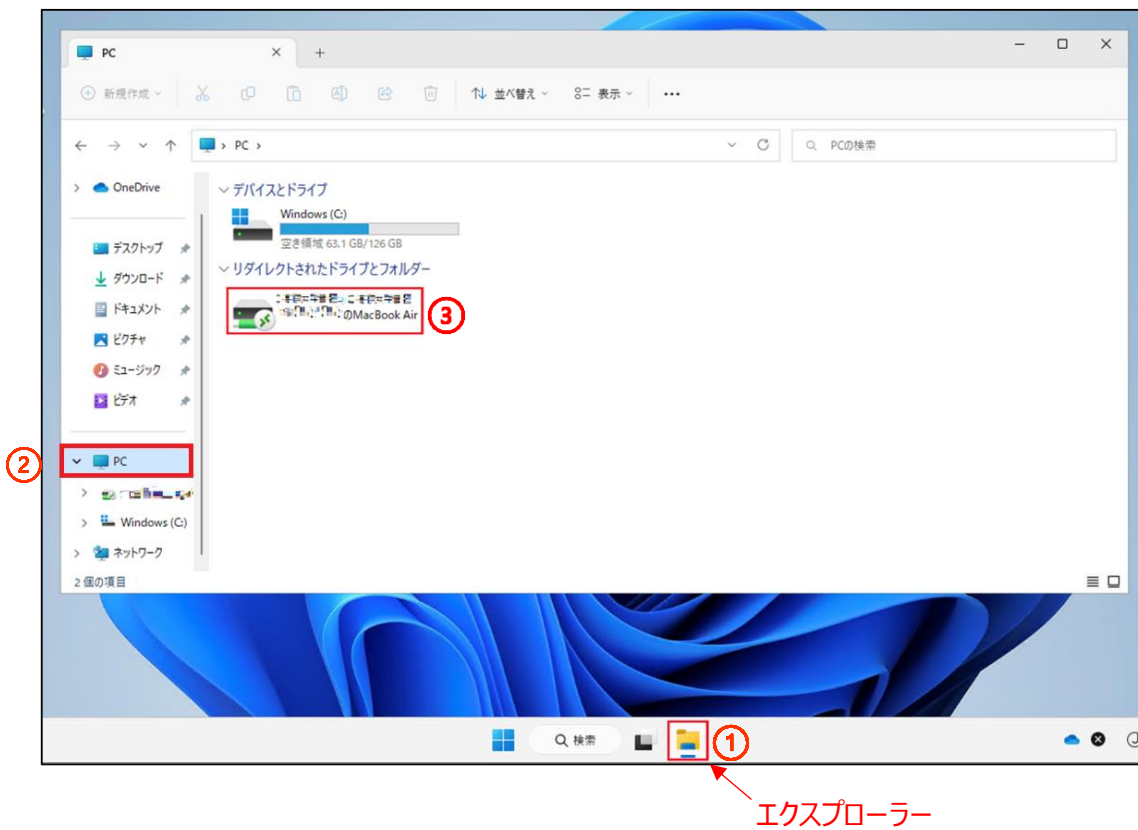 PC
新規作成
並べ替え
表示
PC
PCの検索
OneDrive
デスクトップ
ダウンロード
ドキュメント
ピクチャ
ミュージック
ビデオ
② PC
Windows (C:)
ネットワーク
デバイスとドライブ
Windows (C:)
空き領域 63.1 GB/126 GB
リダイレクトされたドライブとフォルダー
のMacBook Air ③
2 個の項目
検索 ①
エクスプローラー